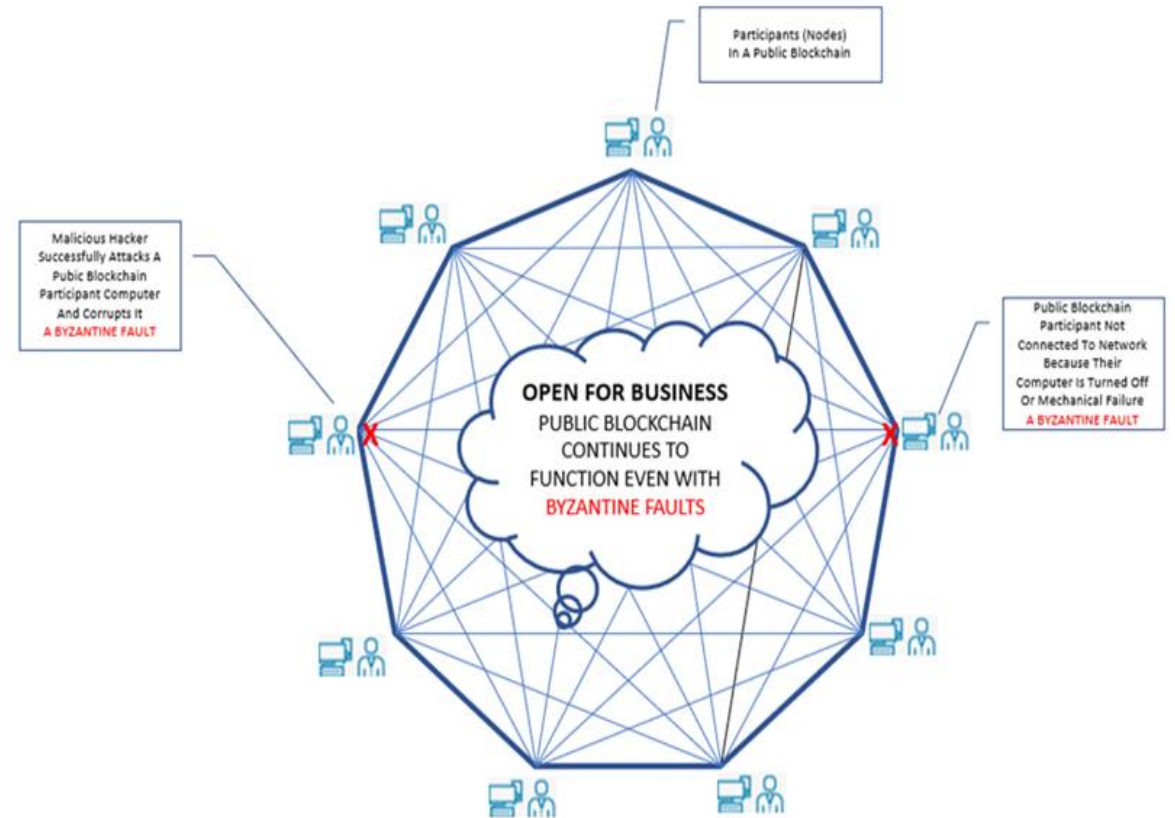 Participants (Nodes)
In A Public Blockchain
Malicious Hacker
Successfully Attacks A
Pubic Blockchain
Participant Computer
And Corrupts It
A BYZANTINE FAULT
Public Blockchain
Participant Not
Connected To Network
Because Their
Computer Is Turned Off
Or Mechanical Failure
A BYZANTINE FAULT
X
X
OPEN FOR BUSINESS
PUBLIC BLOCKCHAIN
CONTINUES TO
FUNCTION EVEN WITH
BYZANTINE FAULTS